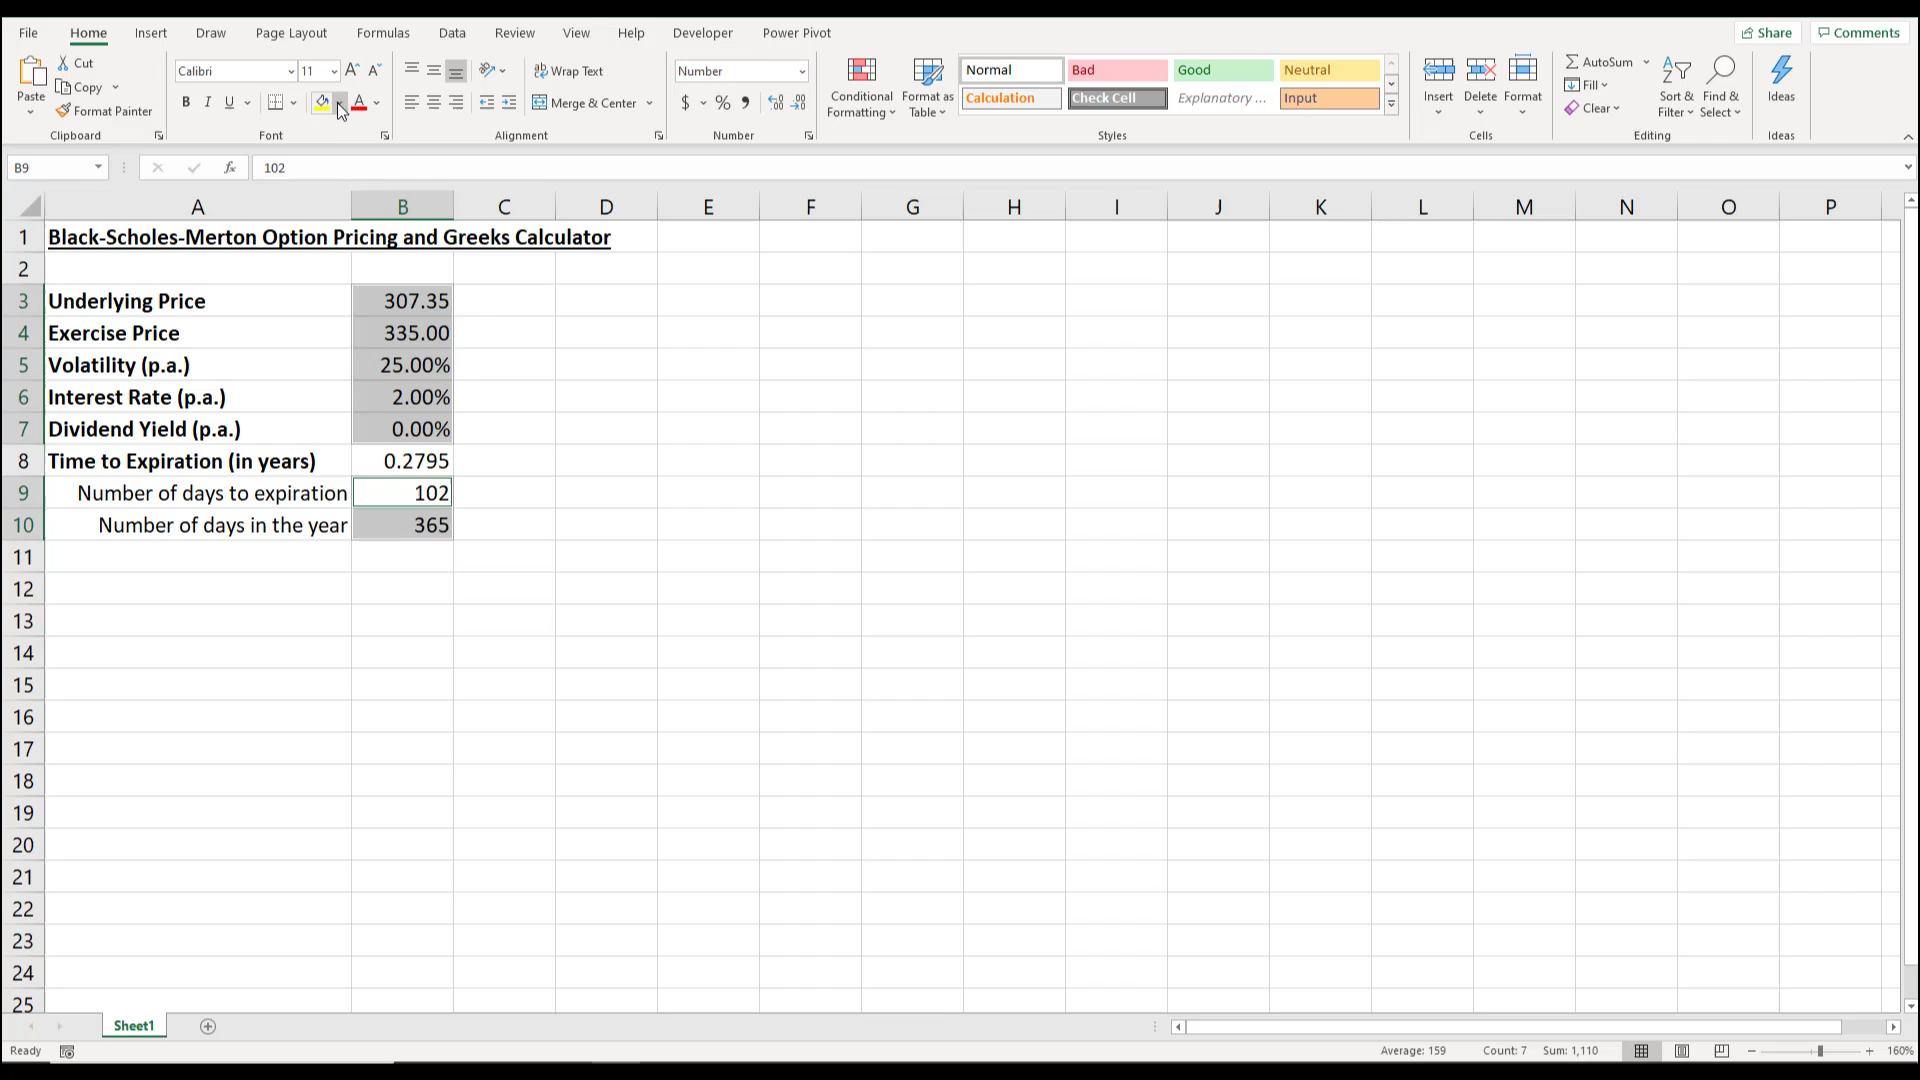 File Home Insert Draw Page Layout Formulas Data Review View Help Developer Power Pivot Share Comments
Paste Cut Copy Format Painter Clipboard
Calibri 11 A A B I U A Font
ab Wrap Text Merge & Center Alignment
Number $ % 9 Number
Conditional Formatting Format as Table
Normal Bad Good Neutral
Calculation Check Cell Explanatory ... Input
Styles
Insert Delete Format Cells
AutoSum Fill Clear Sort & Filter Find & Select Editing
Ideas Ideas
B9 fx 102
A B C D E F G H I J K L M N O P
1 Black-Scholes-Merton Option Pricing and Greeks Calculator
2
3 Underlying Price 307.35
4 Exercise Price 335.00
5 Volatility (p.a.) 25.00%
6 Interest Rate (p.a.) 2.00%
7 Dividend Yield (p.a.) 0.00%
8 Time to Expiration (in years) 0.2795
9 Number of days to expiration 102
10 Number of days in the year 365
11
12
13
14
15
16
17
18
19
20
21
22
23
24
25
Sheet1
Ready Average: 159 Count: 7 Sum: 1,110 160%